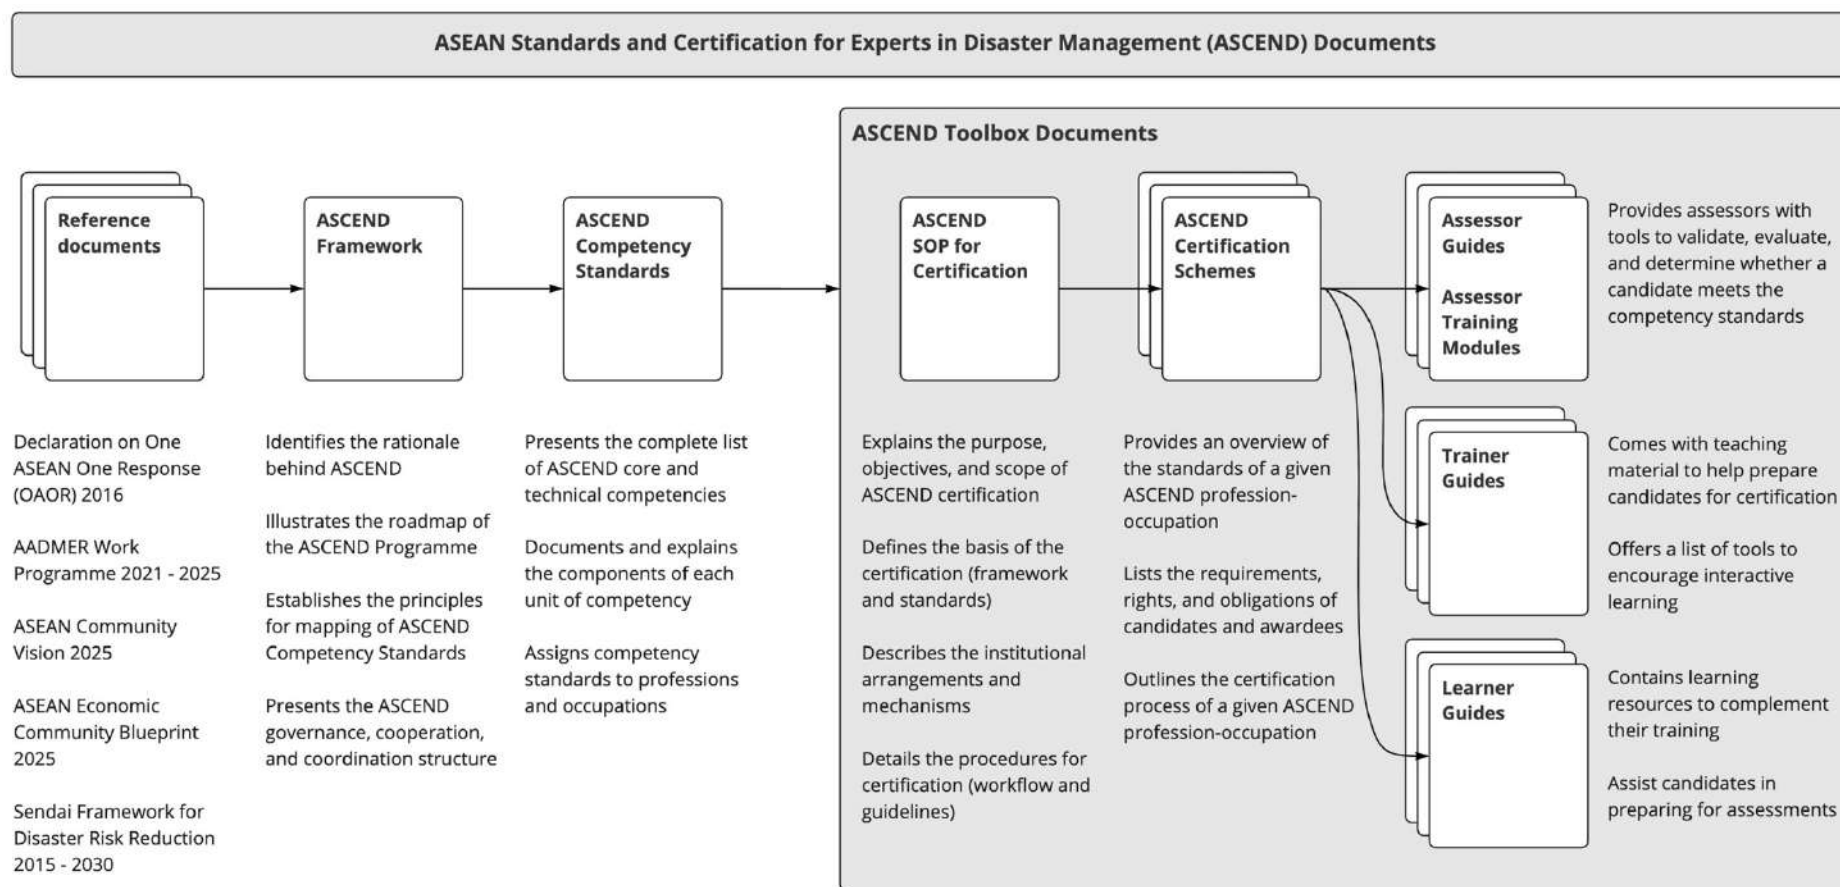 ASEAN Standards and Certification for Experts in Disaster Management (ASCEND) Documents
ASCEND Toolbox Documents
Reference
documents
ASCEND
Framework
ASCEND
Competency
Standards
ASCEND
SOP for
Certification
ASCEND
Certification
Schemes
Assessor
Guides
Assessor
Training
Modules
Provides assessors with
tools to validate, evaluate,
and determine whether a
candidate meets the
competency standards
Declaration on One
ASEAN One Response
(OAOR) 2016
AADMER Work
Programme 2021 - 2025
ASEAN Community
Vision 2025
ASEAN Economic
Community Blueprint
2025
Sendai Framework for
Disaster Risk Reduction
2015 - 2030
Identifies the rationale
behind ASCEND
Illustrates the roadmap of
the ASCEND Programme
Establishes the principles
for mapping of ASCEND
Competency Standards
Presents the ASCEND
governance, cooperation,
and coordination structure
Presents the complete list
of ASCEND core and
technical competencies
Documents and explains
the components of each
unit of competency
Assigns competency
standards to professions
and occupations
Explains the purpose,
objectives, and scope of
ASCEND certification
Defines the basis of the
certification (framework
and standards)
Describes the institutional
arrangements and
mechanisms
Details the procedures for
certification (workflow and
guidelines)
Provides an overview of
the standards of a given
ASCEND profession-
occupation
Lists the requirements,
rights, and obligations of
candidates and awardees
Outlines the certification
process of a given ASCEND
profession-occupation
Trainer
Guides
Comes with teaching
material to help prepare
candidates for certification
Offers a list of tools to
encourage interactive
learning
Learner
Guides
Contains learning
resources to complement
their training
Assist candidates in
preparing for assessments